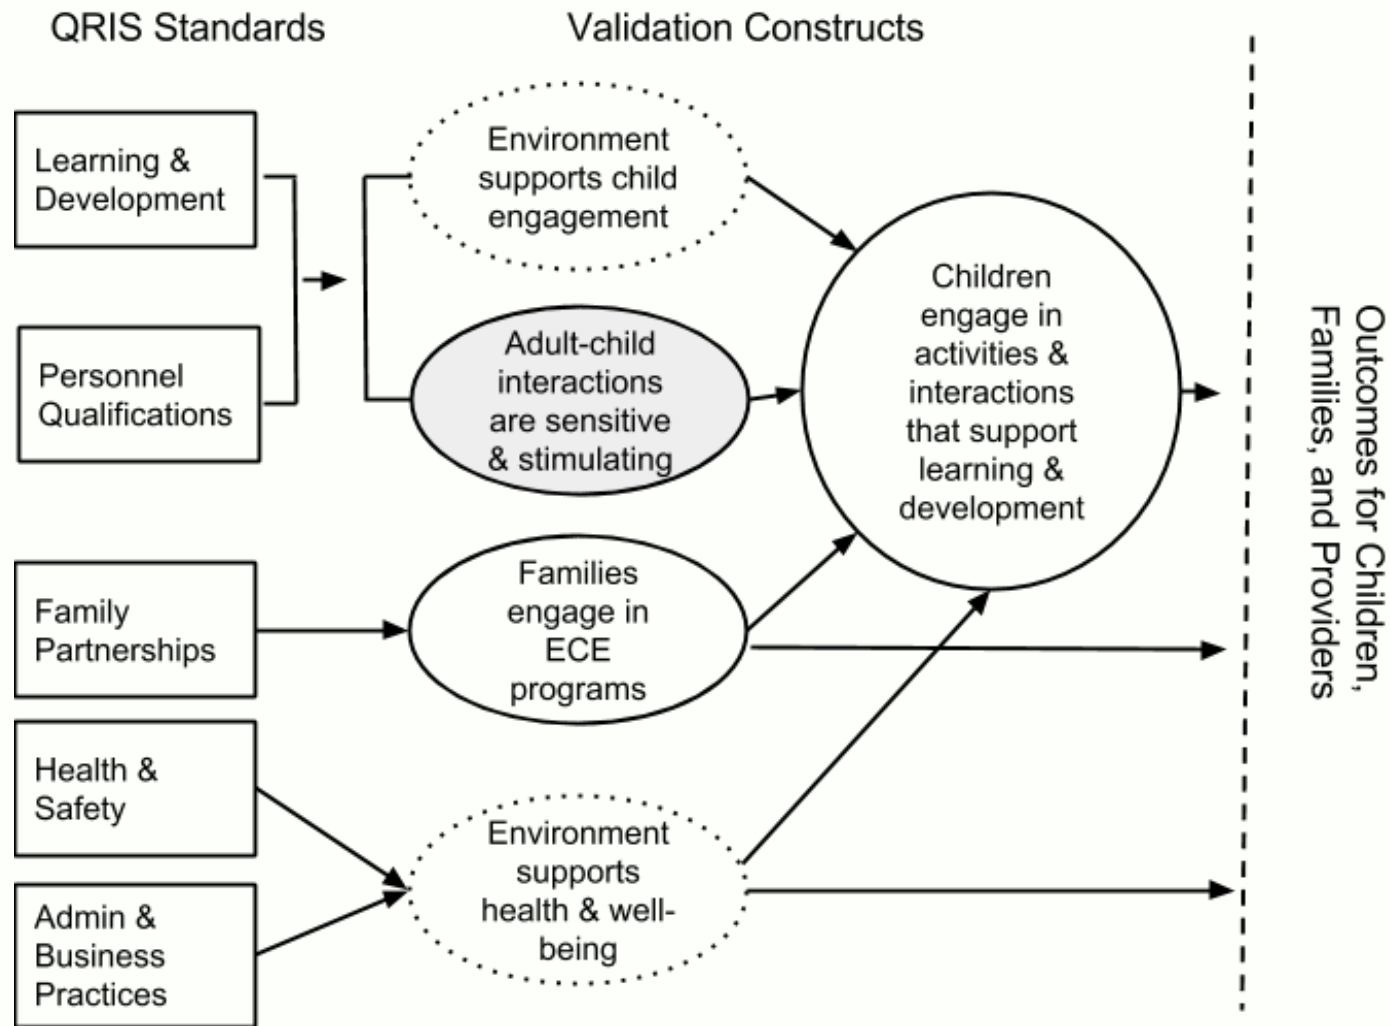 QRIS Standards
Validation Constructs
Learning &
Development
Personnel
Qualifications
Family
Partnerships
Health &
Safety
Admin &
Business
Practices
Environment
supports child
engagement
Adult-child
interactions
are sensitive
& stimulating
Families
engage in
ECE
programs
Environment
supports
health & well-
being
Children
engage in
activities &
interactions
that support
learning &
development
Outcomes for Children,
Families, and Providers